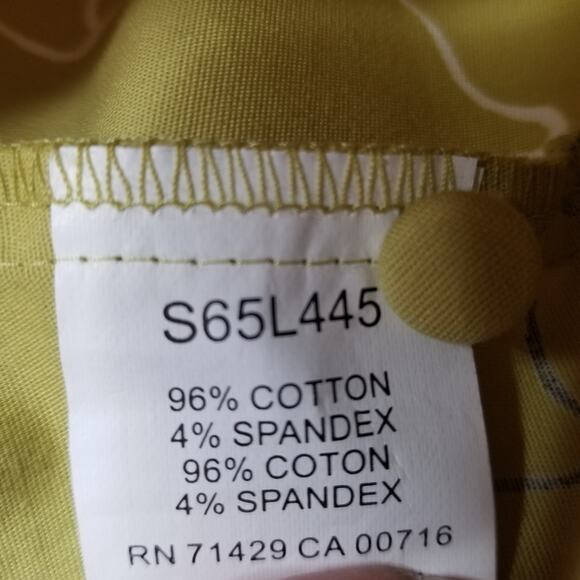 S65L445
96% COTTON
4% SPANDEX
96% COTON
4% SPANDEX
RN 71429 CA 00716